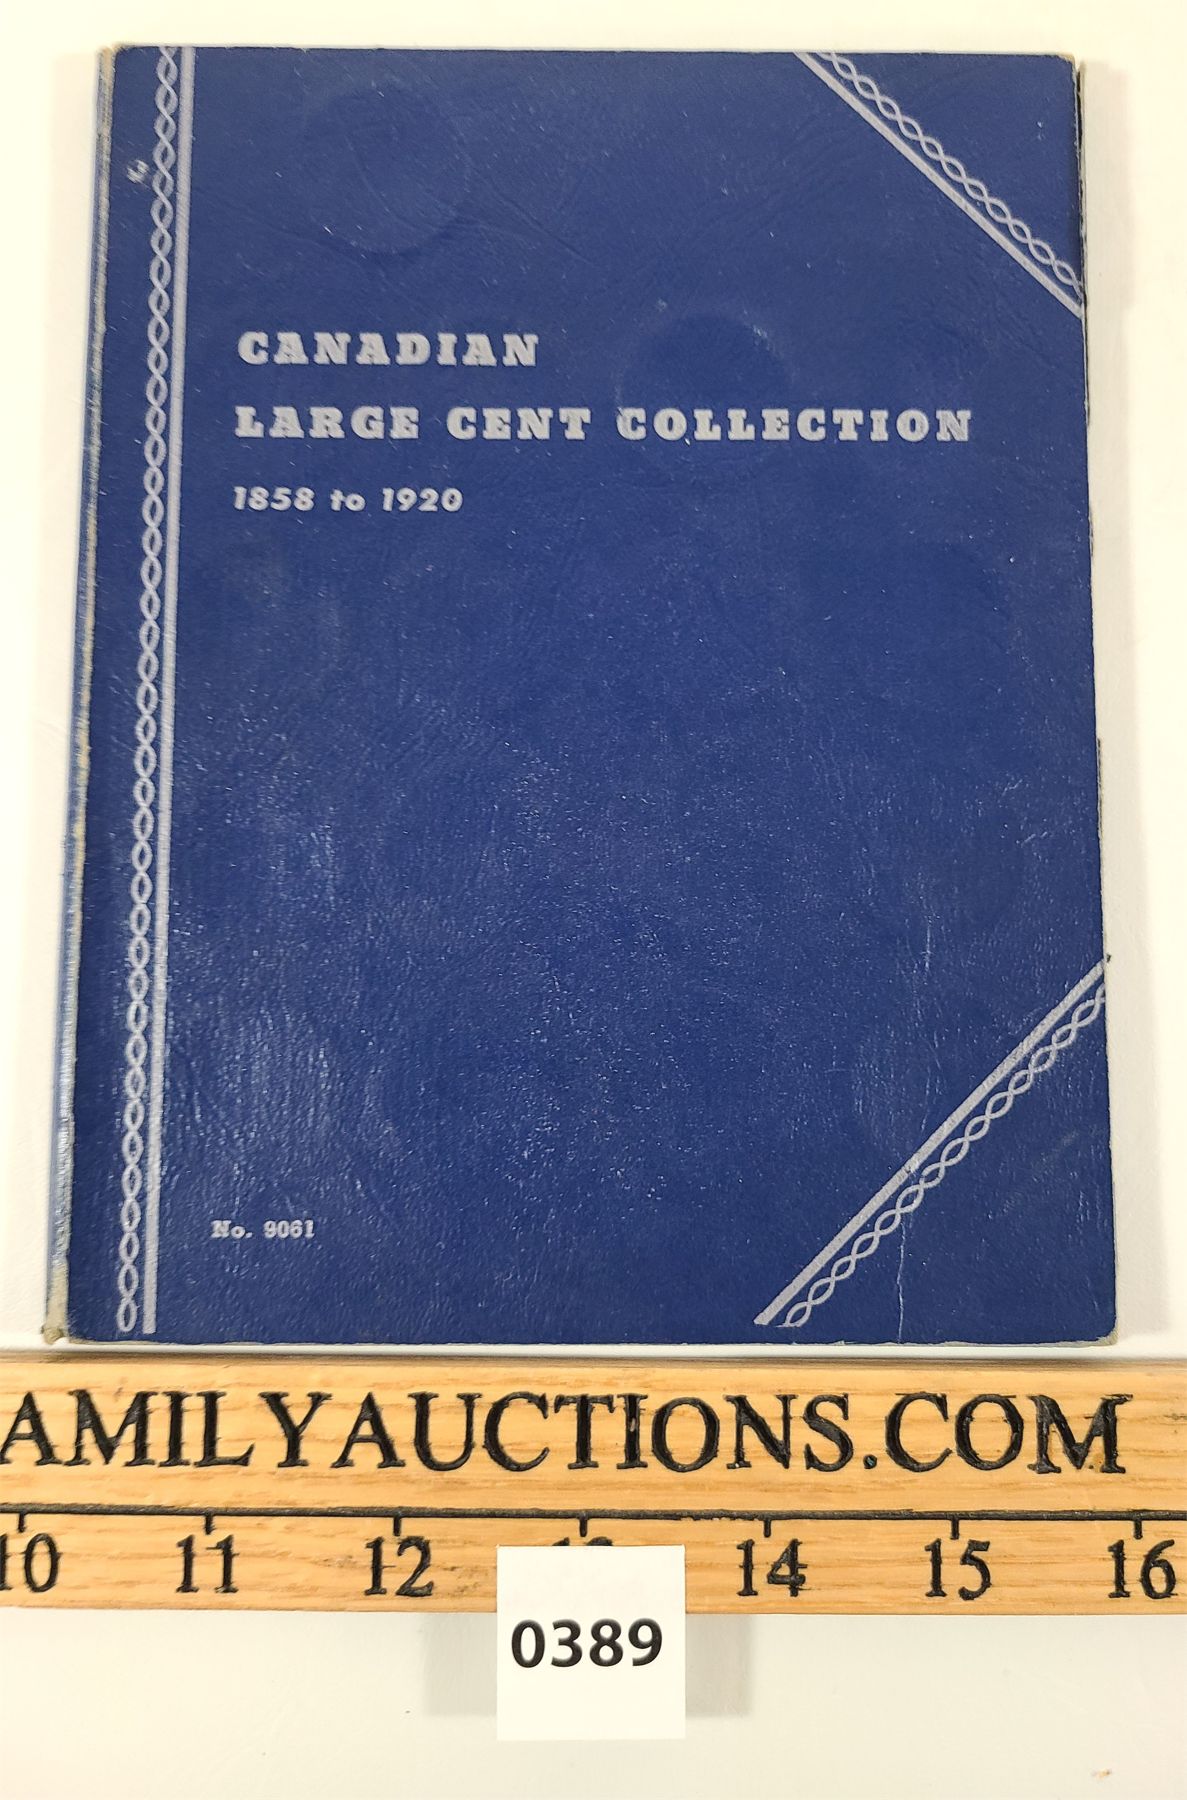 CANADIAN
LARGE CENT COLLECTION
1858 to 1920
No. 9061
AMILYAUCTIONS.COM
10 11 12 14 15 16
0389